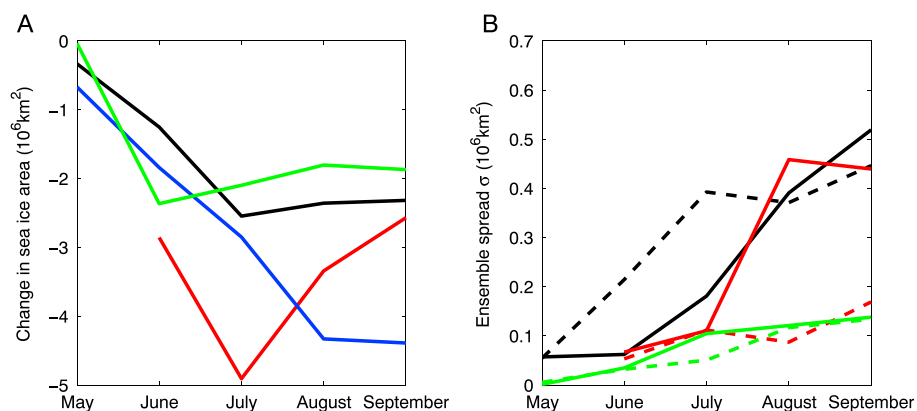 A
B
Change in sea ice area (10⁶km²)
0
-1
-2
-3
-4
-5
May June July August September
Ensemble spread σ (10⁶km²)
0.7
0.6
0.5
0.4
0.3
0.2
0.1
0
May June July August September